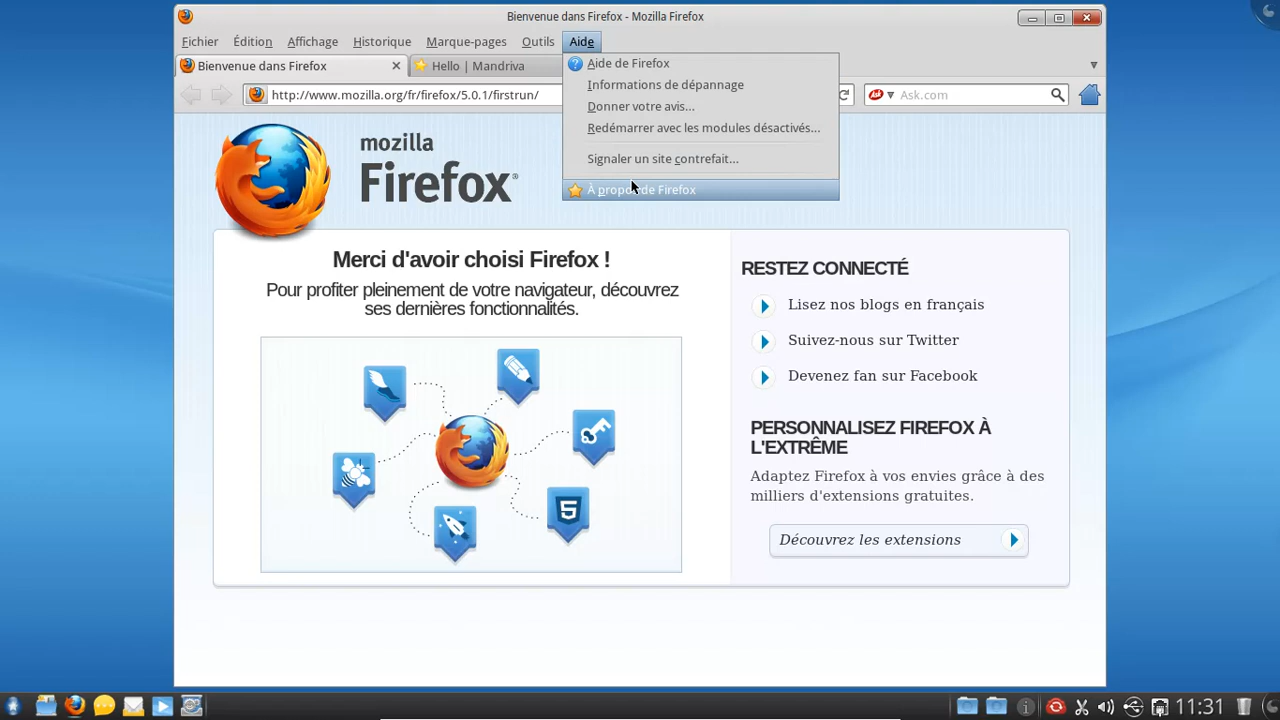 Bienvenue dans Firefox - Mozilla Firefox
Fichier Édition Affichage Historique Marque-pages Outils Aide
Bienvenue dans Firefox Hello | Mandriva
http://www.mozilla.org/fr/firefox/5.0.1/firstrun/ Ask.com
Aide de Firefox
Informations de dépannage
Donner votre avis...
Redémarrer avec les modules désactivés...
Signaler un site contrefait...
À propos de Firefox
mozilla
Firefox®
Merci d'avoir choisi Firefox !
Pour profiter pleinement de votre navigateur, découvrez
ses dernières fonctionnalités.
5
RESTEZ CONNECTÉ
Lisez nos blogs en français
Suivez-nous sur Twitter
Devenez fan sur Facebook
PERSONNALISEZ FIREFOX À
L'EXTRÊME
Adaptez Firefox à vos envies grâce à des
milliers d'extensions gratuites.
Découvrez les extensions
11:31